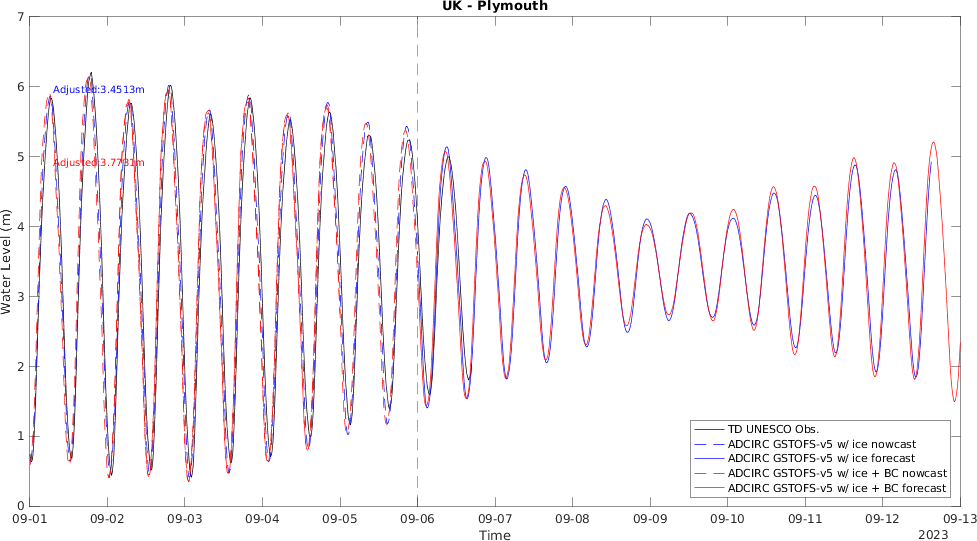 UK - Plymouth
7
6
5
4
3
2
1
0
Water Level (m)
Adjusted:3.4513m
Adjusted:3.7731m
TD UNESCO Obs.
ADCIRC GSTOFS-v5 w/ ice nowcast
ADCIRC GSTOFS-v5 w/ ice forecast
ADCIRC GSTOFS-v5 w/ ice + BC nowcast
ADCIRC GSTOFS-v5 w/ ice + BC forecast
09-01 09-02 09-03 09-04 09-05 09-06 09-07 09-08 09-09 09-10 09-11 09-12 09-13
Time
2023